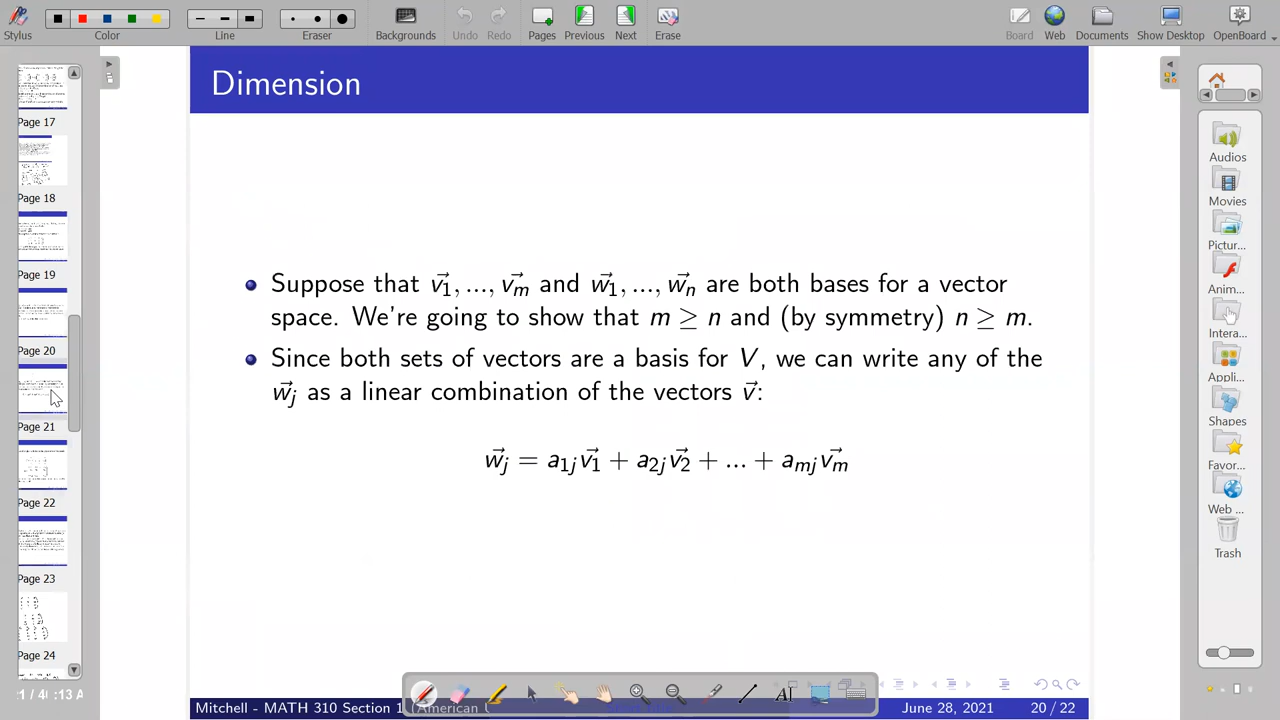 Stylus
Color
Line
Eraser
Backgrounds
Undo
Redo
Pages
Previous
Next
Erase
Board
Web
Documents
Show Desktop
OpenBoard
Page 17
Page 18
Page 19
Page 20
Page 21
Page 22
Page 23
Page 24
Dimension
Suppose that v⃗₁, ..., v⃗ₘ and w⃗₁, ..., w⃗ₙ are both bases for a vector
space. We're going to show that m ≥ n and (by symmetry) n ≥ m.
Since both sets of vectors are a basis for V, we can write any of the
w⃗ⱼ as a linear combination of the vectors v⃗:
w⃗ⱼ = a₁ⱼv⃗₁ + a₂ⱼv⃗₂ + ... + aₘⱼv⃗ₘ
Audios
Movies
Pictur...
Anim...
Intera...
Appli...
Shapes
Favor...
Web ...
Trash
Mitchell - MATH 310 Section 1 (American U
June 28, 2021
20 / 22